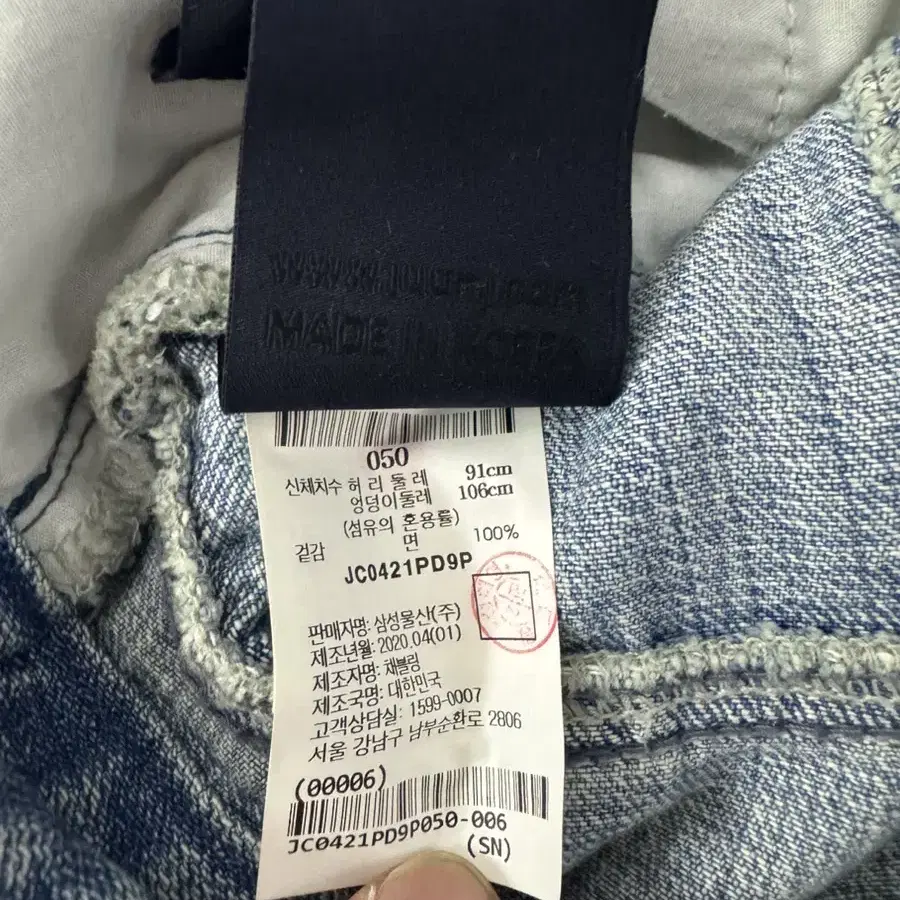 MADE IN KOREA
050
신체치수 허리둘레 91cm
엉덩이둘레 106cm
(섬유의 혼용률)
겉감 면 100%
JC0421PD9P
판매자명: 삼성물산(주)
제조년월: 2020.04(01)
제조자명: 채블링
제조국명: 대한민국
고객상담실: 1599-0007
서울 강남구 남부순환로 2806
(00006)
JC0421PD9P050-006
(SN)